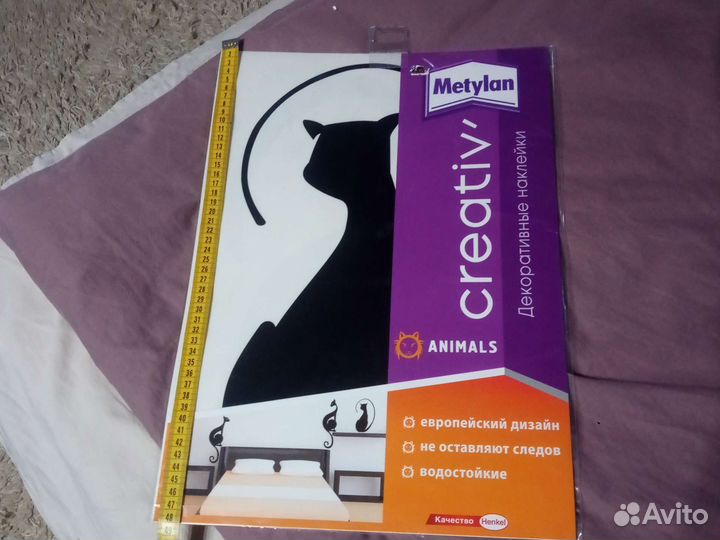 Metylan
creativ'
Декоративные наклейки
ANIMALS
европейский дизайн
не оставляют следов
водостойкие
Качество Henkel
Avito